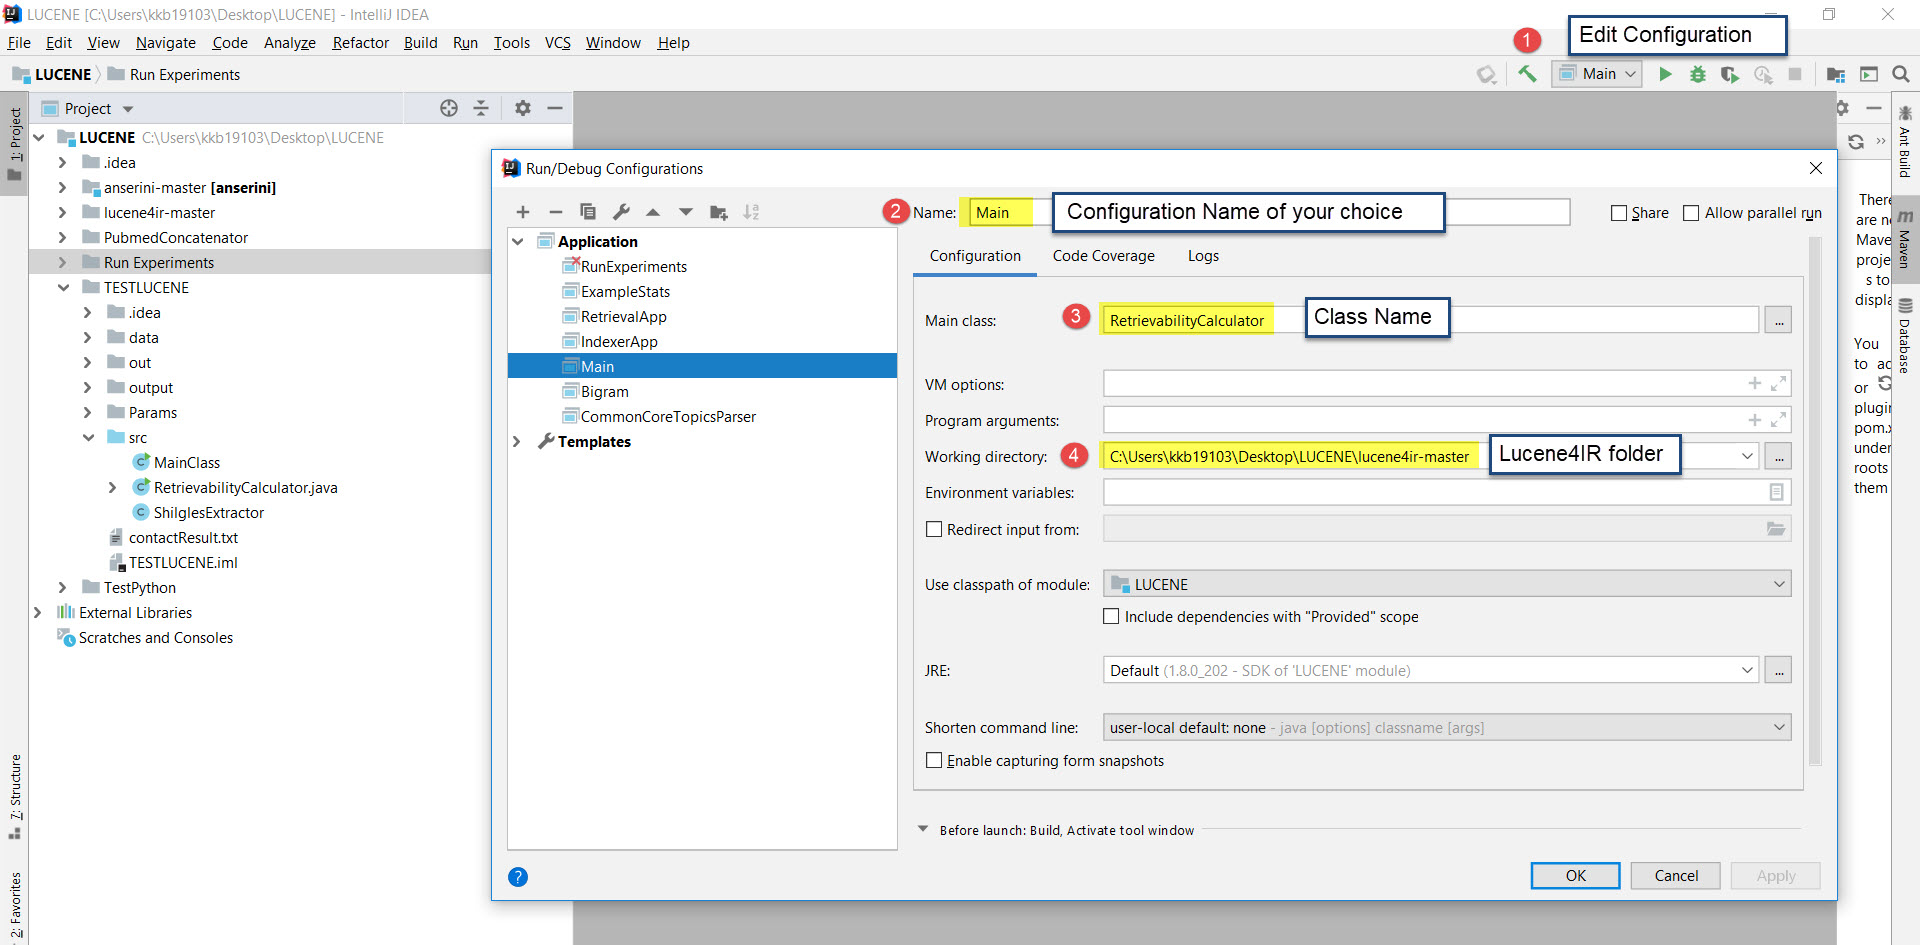 LUCENE [C:\Users\kkb19103\Desktop\LUCENE] - IntelliJ IDEA
File Edit View Navigate Code Analyze Refactor Build Run Tools VCS Window Help
1 Edit Configuration
LUCENE Run Experiments
Main
Project
1: Project
7: Structure
2: Favorites
LUCENE C:\Users\kkb19103\Desktop\LUCENE
.idea
anserini-master [anserini]
lucene4ir-master
PubmedConcatenator
Run Experiments
TESTLUCENE
.idea
data
out
output
Params
src
MainClass
RetrievabilityCalculator.java
ShilglesExtractor
contactResult.txt
TESTLUCENE.iml
TestPython
External Libraries
Scratches and Consoles
Run/Debug Configurations
Application
RunExperiments
ExampleStats
RetrievalApp
IndexerApp
Main
Bigram
CommonCoreTopicsParser
Templates
2 Name: Main Configuration Name of your choice Share Allow parallel run
Configuration Code Coverage Logs
Main class: 3 RetrievabilityCalculator Class Name ...
VM options:
Program arguments:
Working directory: 4 C:\Users\kkb19103\Desktop\LUCENE\lucene4ir-master Lucene4IR folder ...
Environment variables:
Redirect input from:
Use classpath of module: LUCENE
Include dependencies with "Provided" scope
JRE: Default (1.8.0_202 - SDK of 'LUCENE' module) ...
Shorten command line: user-local default: none - java [options] classname [args]
Enable capturing form snapshots
Before launch: Build, Activate tool window
? OK Cancel Apply
There
are
Mave
proje
s to
displa
You
to
or
plugin
pom.x
under
roots
them
Ant Build
m Maven
Database